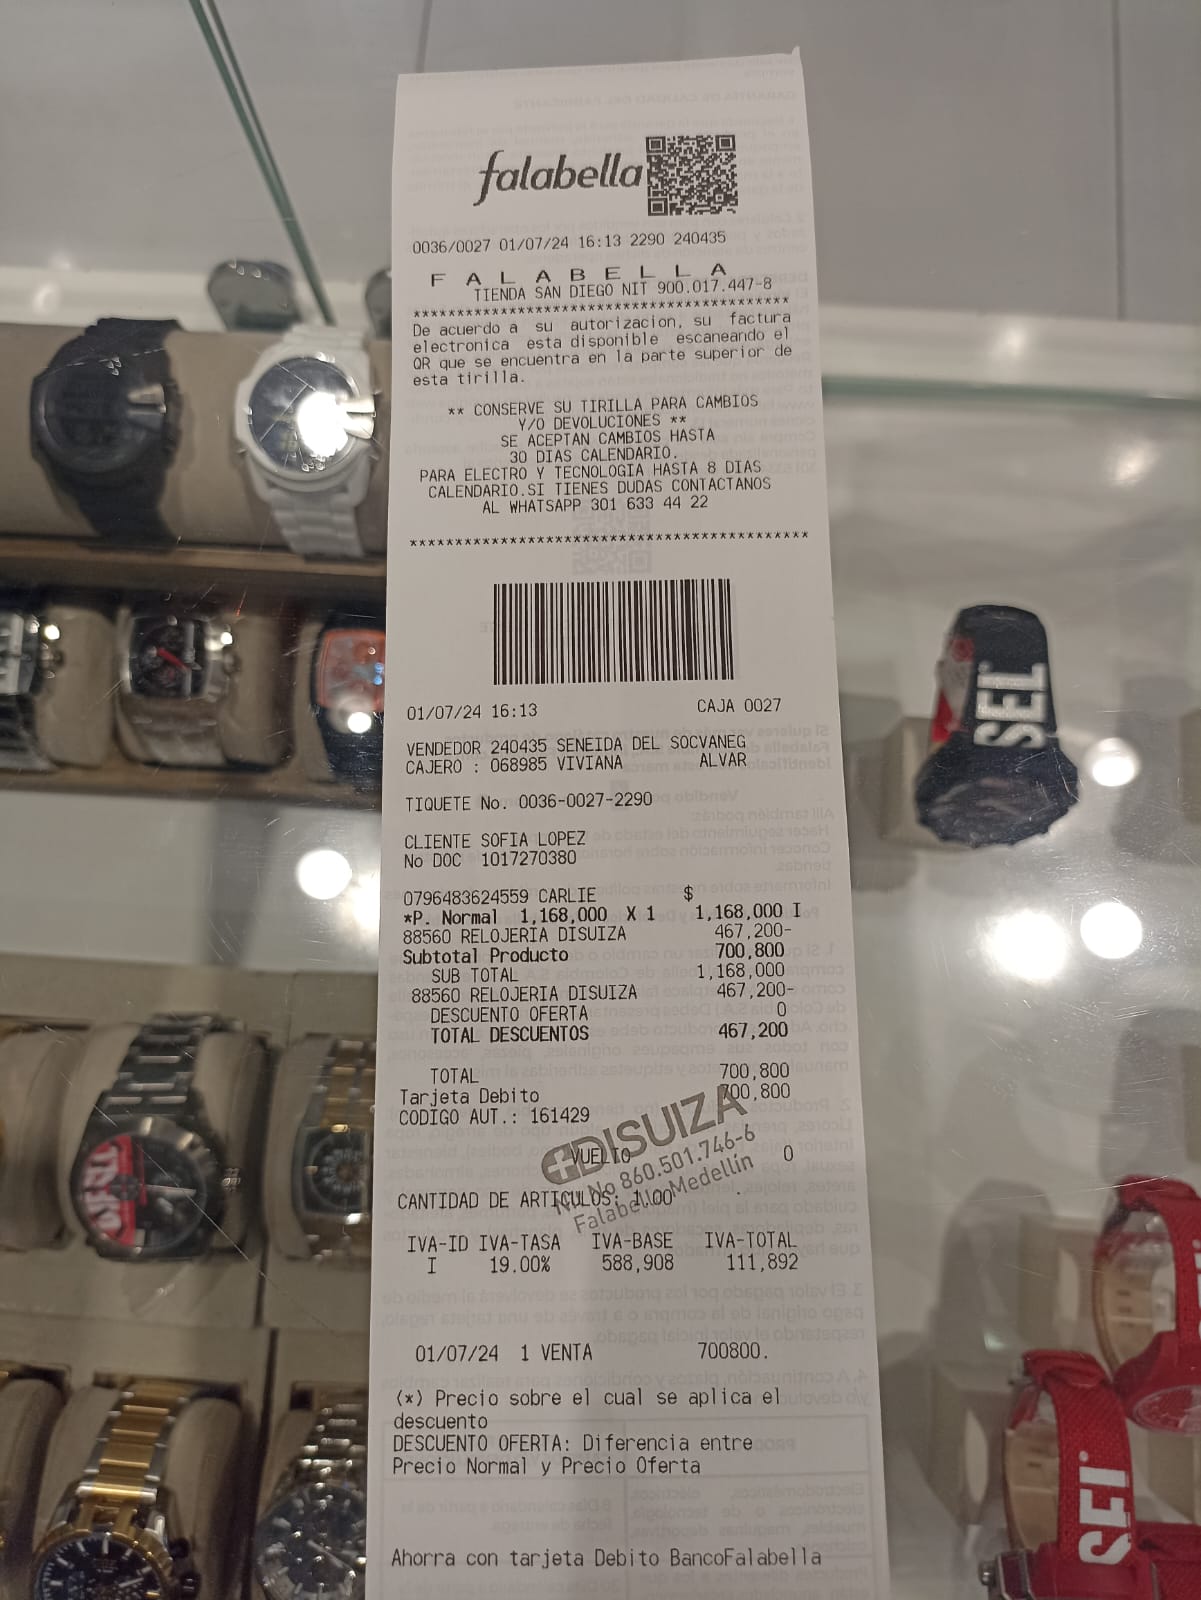 falabella
0036/0027 01/07/24 16:13 2290 240435
F A L A B E L L A
TIENDA SAN DIEGO NIT 900.017.447-8
******************************************
De acuerdo a su autorizacion, su factura
electronica esta disponible escaneando el
QR que se encuentra en la parte superior de
esta tirilla.
** CONSERVE SU TIRILLA PARA CAMBIOS
Y/O DEVOLUCIONES **
SE ACEPTAN CAMBIOS HASTA
30 DIAS CALENDARIO.
PARA ELECTRO Y TECNOLOGIA HASTA 8 DIAS
CALENDARIO.SI TIENES DUDAS CONTACTANOS
AL WHATSAPP 301 633 44 22
********************************************
01/07/24 16:13 CAJA 0027
VENDEDOR 240435 SENEIDA DEL SOCVANEG
CAJERO : 068985 VIVIANA ALVAR
TIQUETE No. 0036-0027-2290
CLIENTE SOFIA LOPEZ
No DOC 1017270380
0796483624559 CARLIE $
*P. Normal 1,168,000 X 1 1,168,000 I
88560 RELOJERIA DISUIZA 467,200-
Subtotal Producto 700,800
SUB TOTAL 1,168,000
88560 RELOJERIA DISUIZA 467,200-
DESCUENTO OFERTA 0
TOTAL DESCUENTOS 467,200
TOTAL 700,800
Tarjeta Debito 700,800
CODIGO AUT.: 161429
DISUIZA
VUELTO 0
No 860.501.746-6
CANTIDAD DE ARTICULOS: 1.00
Falabella Medellín
IVA-ID IVA-TASA IVA-BASE IVA-TOTAL
I 19.00% 588,908 111,892
01/07/24 1 VENTA 700800.
(*) Precio sobre el cual se aplica el
descuento
DESCUENTO OFERTA: Diferencia entre
Precio Normal y Precio Oferta
Ahorra con tarjeta Debito BancoFalabella
SEL
DIESEL
SEL